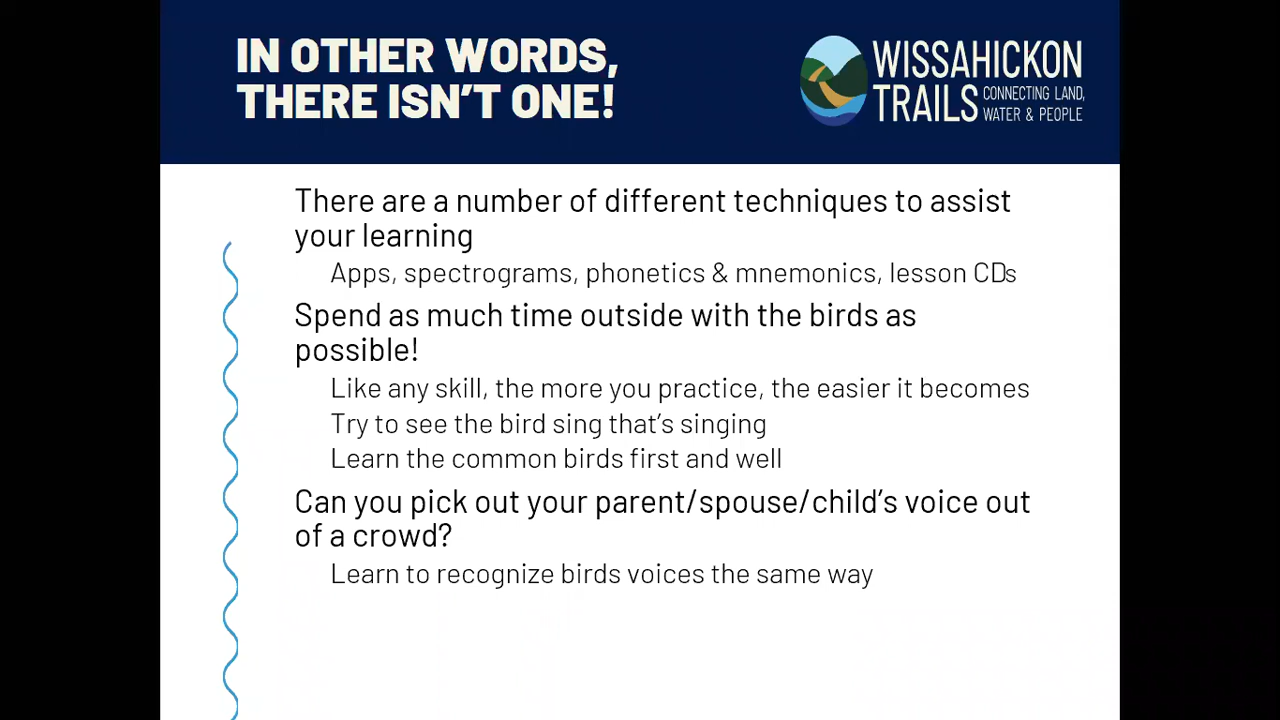 IN OTHER WORDS,
THERE ISN'T ONE!
WISSAHICKON
TRAILS CONNECTING LAND,
WATER & PEOPLE
There are a number of different techniques to assist
your learning
Apps, spectrograms, phonetics & mnemonics, lesson CDs
Spend as much time outside with the birds as
possible!
Like any skill, the more you practice, the easier it becomes
Try to see the bird sing that's singing
Learn the common birds first and well
Can you pick out your parent/spouse/child's voice out
of a crowd?
Learn to recognize birds voices the same way